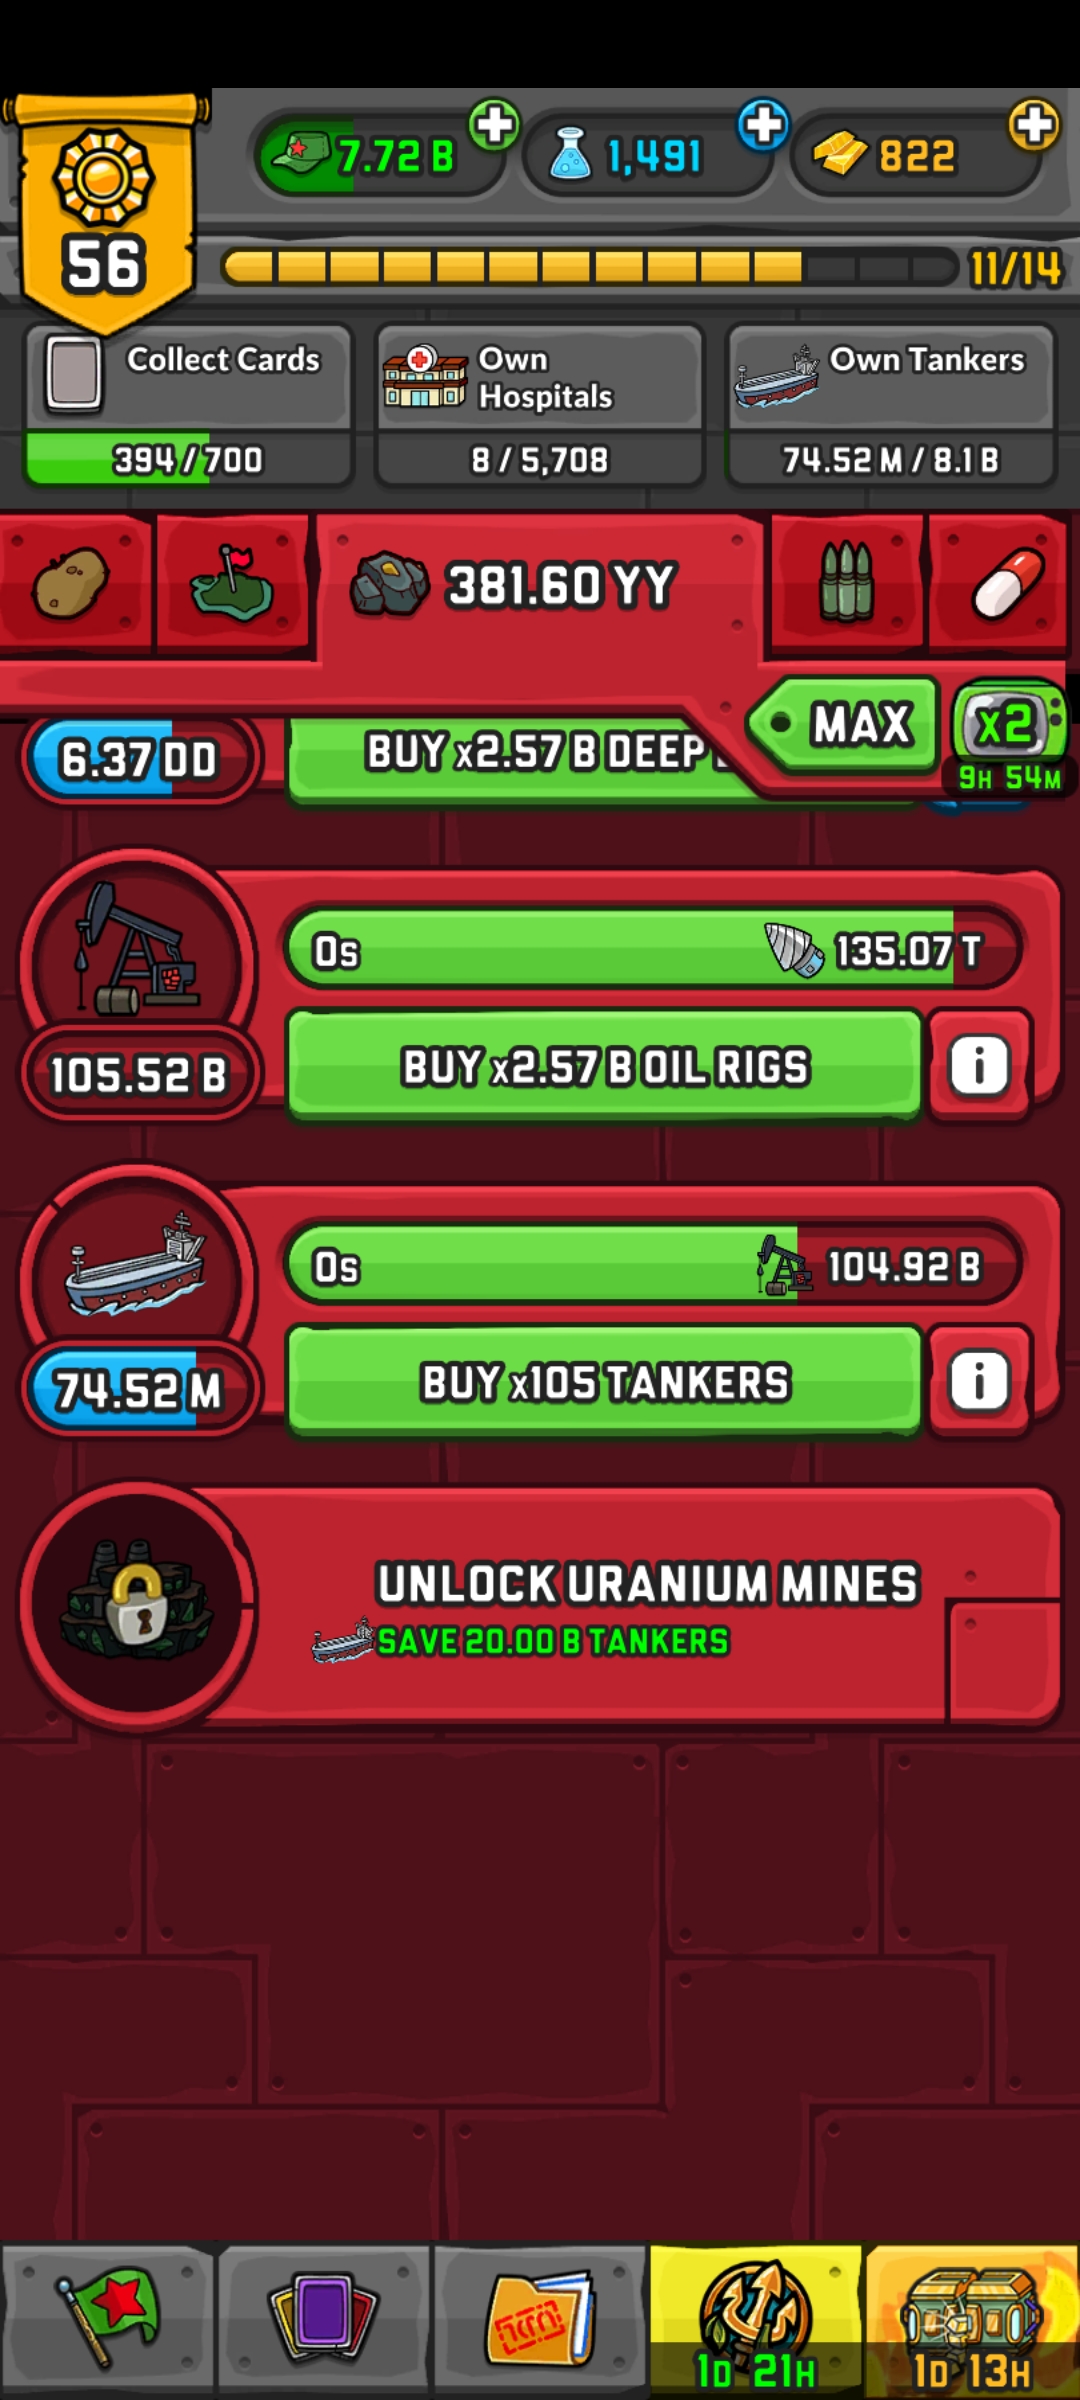 7.72 B
1,491
822
56
11/14
Collect Cards
394/700
Own
Hospitals
8/5,708
Own Tankers
74.52 M/8.1 B
381.60 YY
MAX
x2
9H 54M
6.37 DD
BUY x2.57 B DEEP
0s
135.07 T
105.52 B
BUY x2.57 B OIL RIGS
i
0s
104.92 B
74.52 M
BUY x105 TANKERS
i
UNLOCK URANIUM MINES
SAVE 20.00 B TANKERS
1D 21H
1D 13H